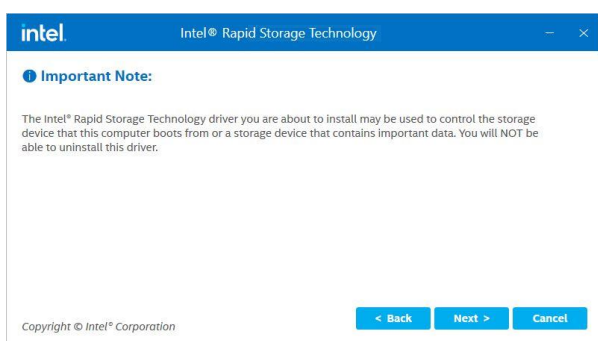 intel.
Intel® Rapid Storage Technology
Important Note:
The Intel® Rapid Storage Technology driver you are about to install may be used to control the storage
device that this computer boots from or a storage device that contains important data. You will NOT be
able to uninstall this driver.
< Back Next > Cancel
Copyright © Intel® Corporation